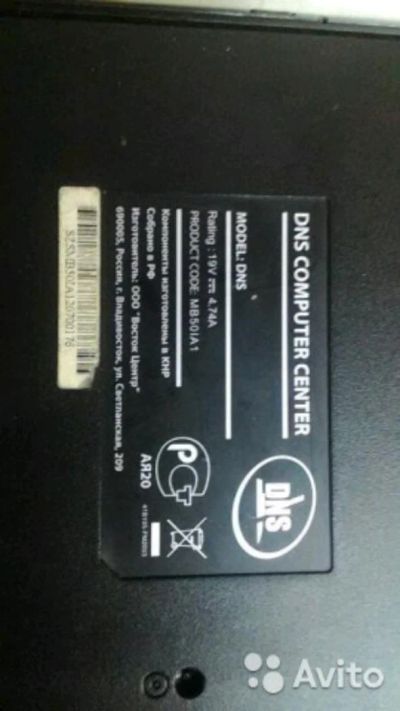 DNS COMPUTER CENTER
MODEL: DNS
Rating : 19V 4.74A
PRODUCT CODE: MB50IA1
Компоненты изготовлены в КНР
Собрано в РФ
Изготовитель: ООО "Восток Центр"
690005, Россия, г. Владивосток, ул. Светланская, 209
DNS
АЯ20
Avito